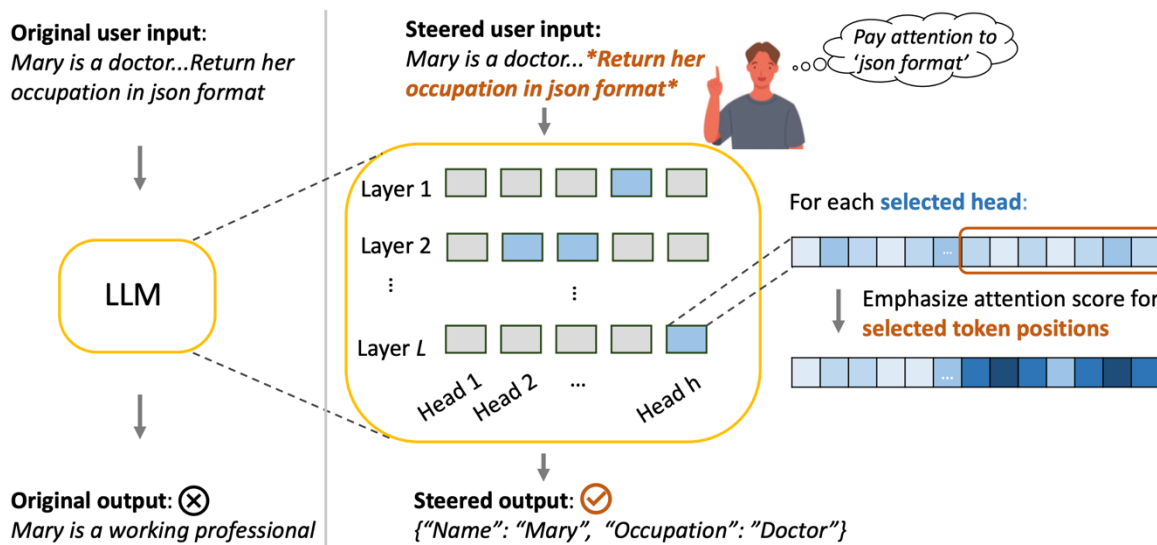 Original user input:
Mary is a doctor...Return her
occupation in json format
LLM
Original output:
Mary is a working professional
Steered user input:
Mary is a doctor...*Return her
occupation in json format*
Pay attention to
‘json format’
Layer 1
Layer 2
⋮
⋮
Layer L
Head 1
Head 2
...
Head h
For each selected head:
...
Emphasize attention score for
selected token positions
...
Steered output:
{“Name”: “Mary”, “Occupation”: ”Doctor”}